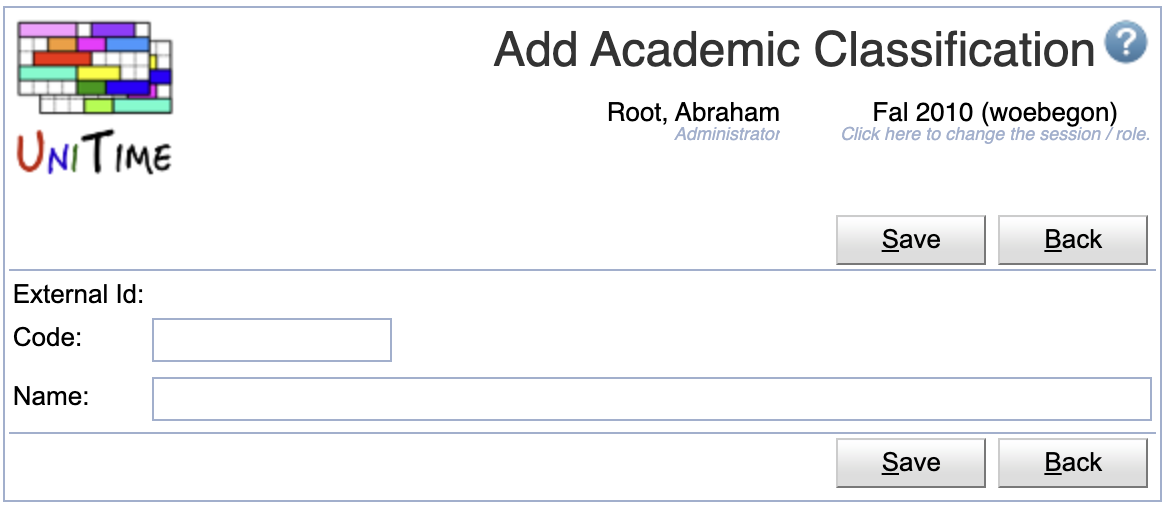 Add Academic Classification ?
UNITIME
Root, Abraham
Administrator
Fal 2010 (woebegon)
Click here to change the session / role.
Save Back
External Id:
Code:
Name:
Save Back